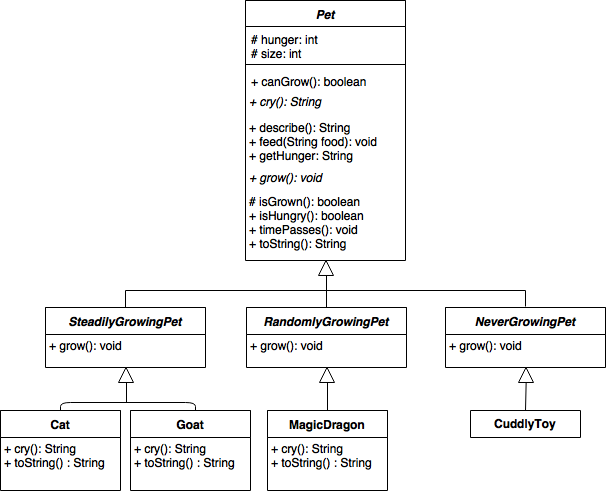 Pet
# hunger: int
# size: int
+ canGrow(): boolean
+ cry(): String
+ describe(): String
+ feed(String food): void
+ getHunger: String
+ grow(): void
# isGrown(): boolean
+ isHungry(): boolean
+ timePasses(): void
+ toString(): String
SteadilyGrowingPet
+ grow(): void
RandomlyGrowingPet
+ grow(): void
NeverGrowingPet
+ grow(): void
Cat
+ cry(): String
+ toString() : String
Goat
+ cry(): String
+ toString() : String
MagicDragon
+ cry(): String
+ toString() : String
CuddlyToy